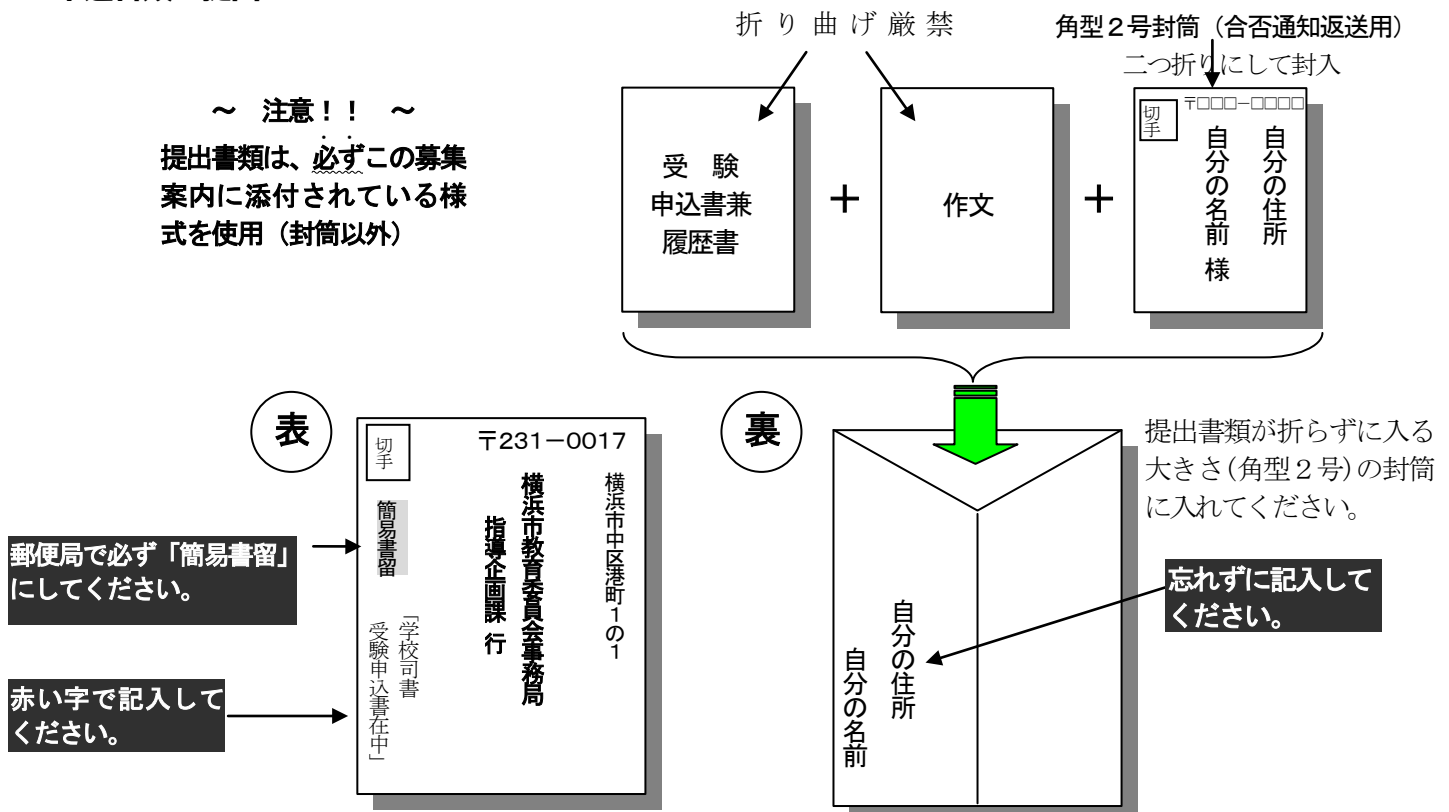 折り曲げ厳禁
角型２号封筒（合否通知返送用）
二つ折りにして封入
～　注意！！　～
提出書類は、必ずこの募集
案内に添付されている様
式を使用（封筒以外）
受　験
申込書兼
履歴書
＋
作文
＋
切手
〒□□□－□□□□
自分の住所
自分の名前 様
表
切手
〒231－0017
横浜市中区港町１の１
横浜市教育委員会事務局
指導企画課 行
簡易書留
「学校司書
受験申込書在中」
郵便局で必ず「簡易書留」
にしてください。
赤い字で記入して
ください。
裏
自分の住所
自分の名前
提出書類が折らずに入る
大きさ(角型２号)の封筒
に入れてください。
忘れずに記入して
ください。